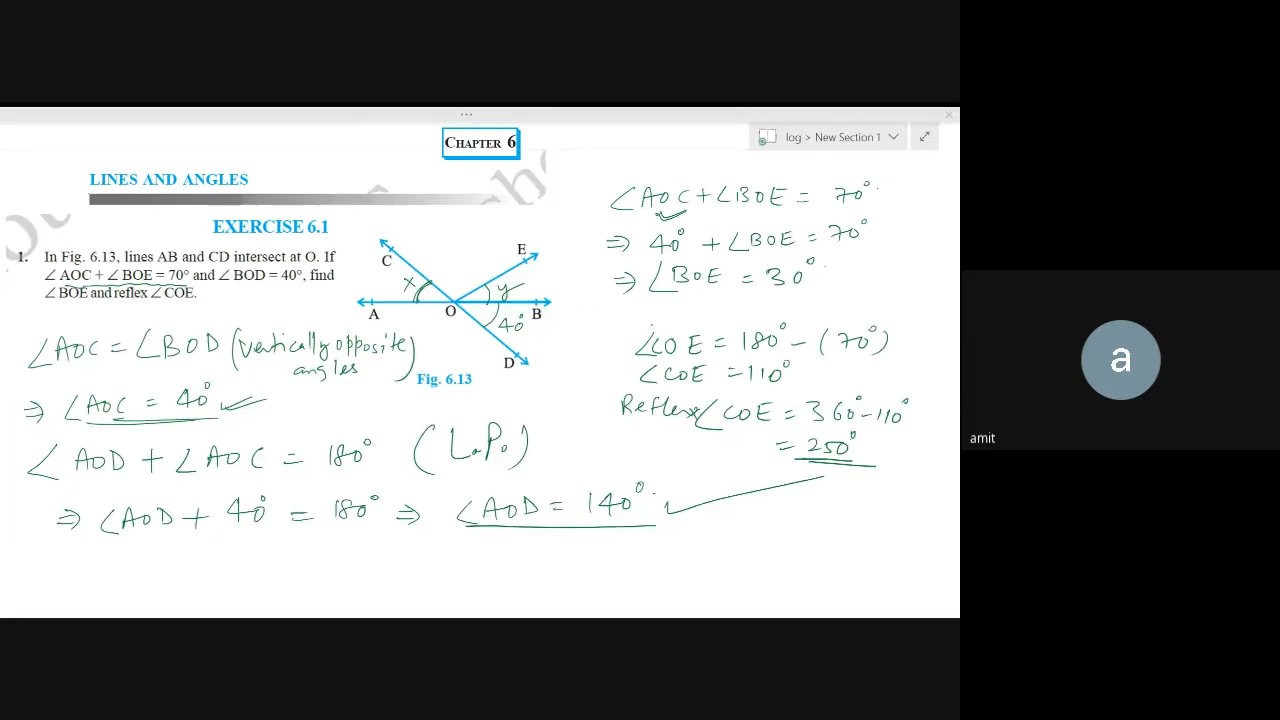 ...
CHAPTER 6
log > New Section 1
LINES AND ANGLES
EXERCISE 6.1
1. In Fig. 6.13, lines AB and CD intersect at O. If
∠ AOC + ∠ BOE = 70° and ∠ BOD = 40°, find
∠ BOE and reflex ∠ COE.
C
E
x
y
A
O
B
40°
D
Fig. 6.13
∠AOC = ∠BOD (vertically opposite
angles)
⇒ ∠AOC = 40°
∠AOD + ∠AOC = 180° (L.P.)
⇒ ∠AOD + 40° = 180° ⇒ ∠AOD = 140°
∠AOC + ∠BOE = 70°
⇒ 40° + ∠BOE = 70°
⇒ ∠BOE = 30°
∠COE = 180° - (70°)
∠COE = 110°
Reflex ∠COE = 360° - 110°
= 250°
a
amit